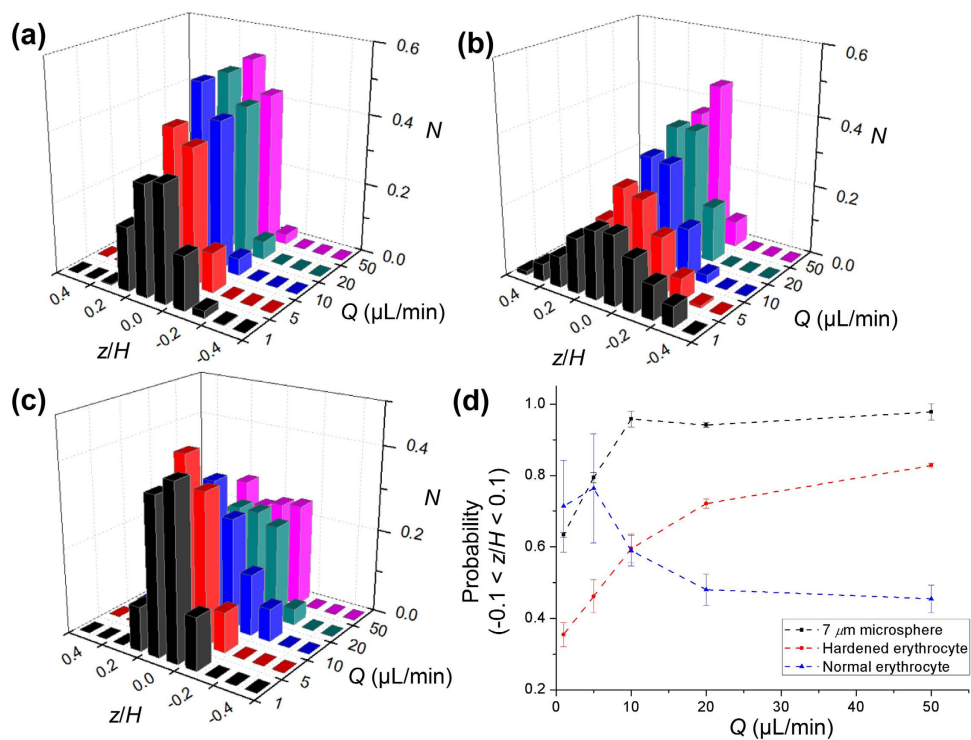 (a)
0.6
0.4
N
0.2
0.0
50
20
10
5
1
Q (μL/min)
0.4
0.2
0.0
-0.2
-0.4
z/H
(b)
0.6
0.4
N
0.2
0.0
50
20
10
5
1
Q (μL/min)
0.4
0.2
0.0
-0.2
-0.4
z/H
(c)
0.4
N
0.2
0.0
50
20
10
5
1
Q (μL/min)
0.4
0.2
0.0
-0.2
-0.4
z/H
(d)
1.0
0.8
0.6
0.4
0.2
Probability
(-0.1 < z/H < 0.1)
7 μm microsphere
Hardened erythrocyte
Normal erythrocyte
0 10 20 30 40 50
Q (μL/min)